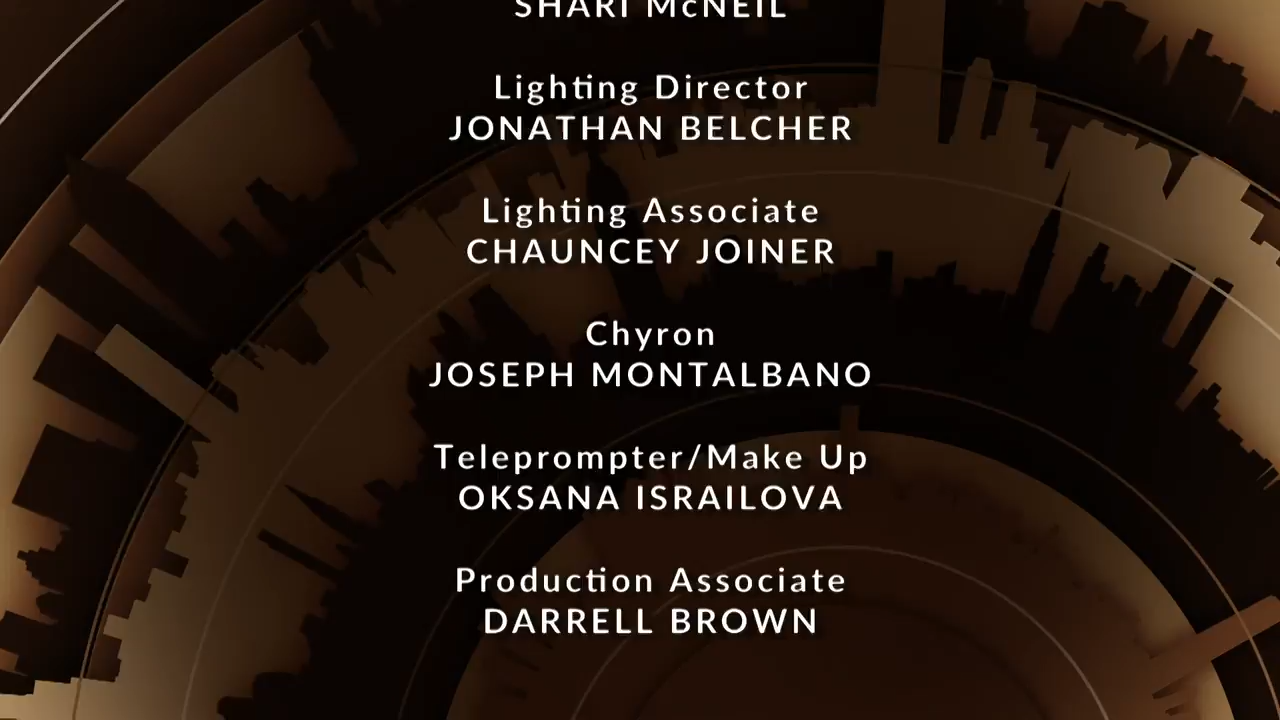 SHARI McNEIL
Lighting Director
JONATHAN BELCHER
Lighting Associate
CHAUNCEY JOINER
Chyron
JOSEPH MONTALBANO
Teleprompter/Make Up
OKSANA ISRAILOVA
Production Associate
DARRELL BROWN